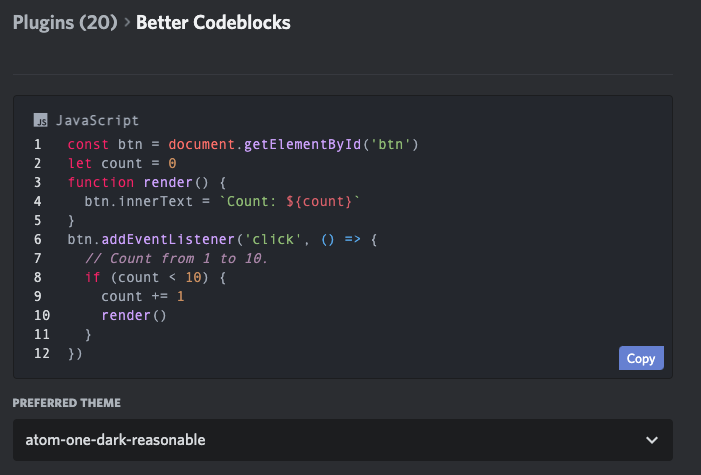 Plugins (20) > Better Codeblocks
JS JavaScript
1 const btn = document.getElementById('btn')
2 let count = 0
3 function render() {
4   btn.innerText = `Count: ${count}`
5 }
6 btn.addEventListener('click', () => {
7   // Count from 1 to 10.
8   if (count < 10) {
9     count += 1
10     render()
11   }
12 })
Copy
PREFERRED THEME
atom-one-dark-reasonable